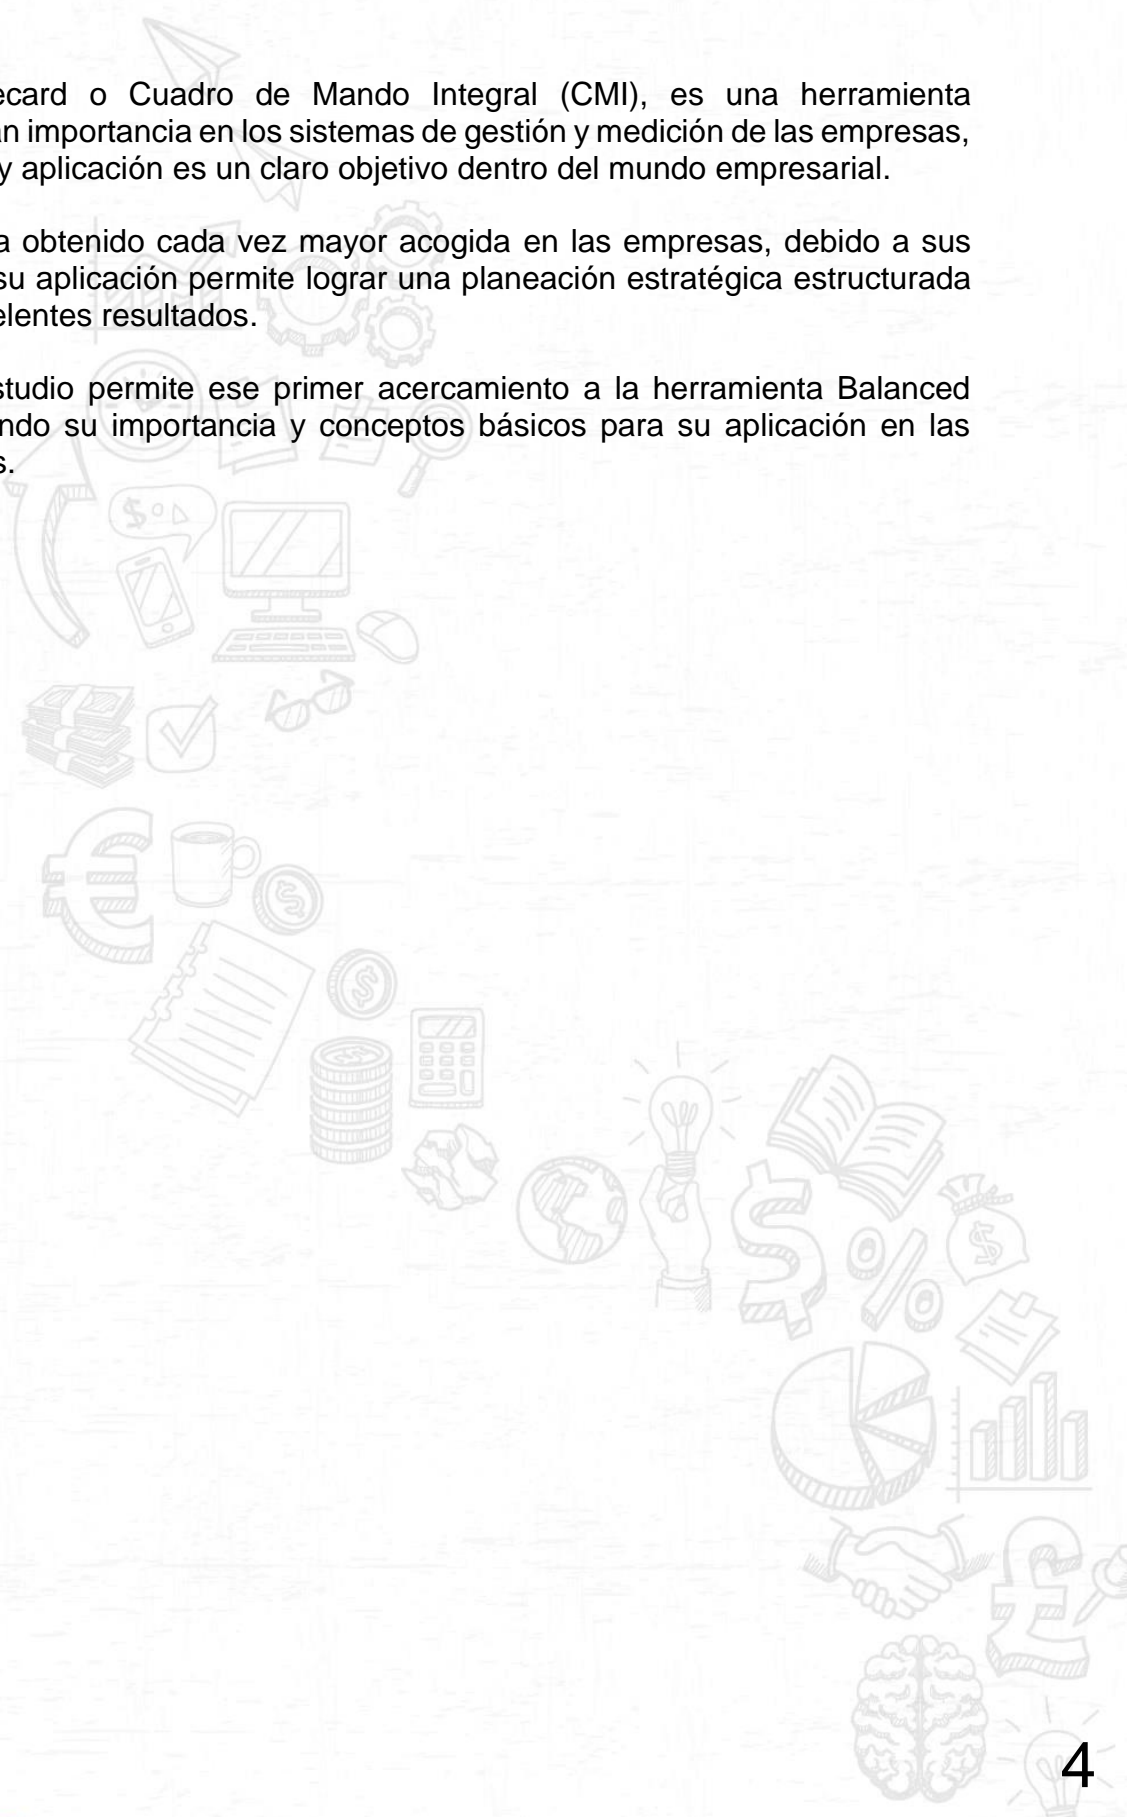 ecard o Cuadro de Mando Integral (CMI), es una herramienta
an importancia en los sistemas de gestión y medición de las empresas,
y aplicación es un claro objetivo dentro del mundo empresarial.
a obtenido cada vez mayor acogida en las empresas, debido a sus
su aplicación permite lograr una planeación estratégica estructurada
elentes resultados.
studio permite ese primer acercamiento a la herramienta Balanced
ndo su importancia y conceptos básicos para su aplicación en las
s.
4